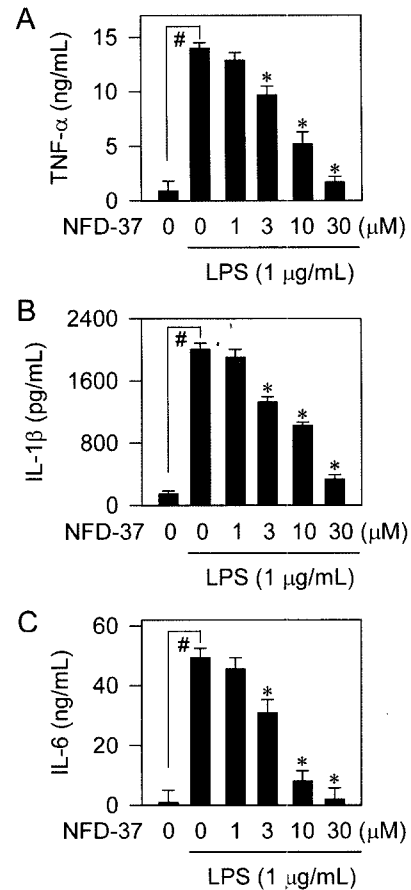 A
TNF-α (ng/mL)
15
10
5
0
#
*
*
*
NFD-37 0 0 1 3 10 30 (μM)
LPS (1 μg/mL)
B
IL-1β (pg/mL)
2400
1600
800
0
#
*
*
*
NFD-37 0 0 1 3 10 30 (μM)
LPS (1 μg/mL)
C
IL-6 (ng/mL)
60
40
20
0
#
*
*
*
NFD-37 0 0 1 3 10 30 (μM)
LPS (1 μg/mL)